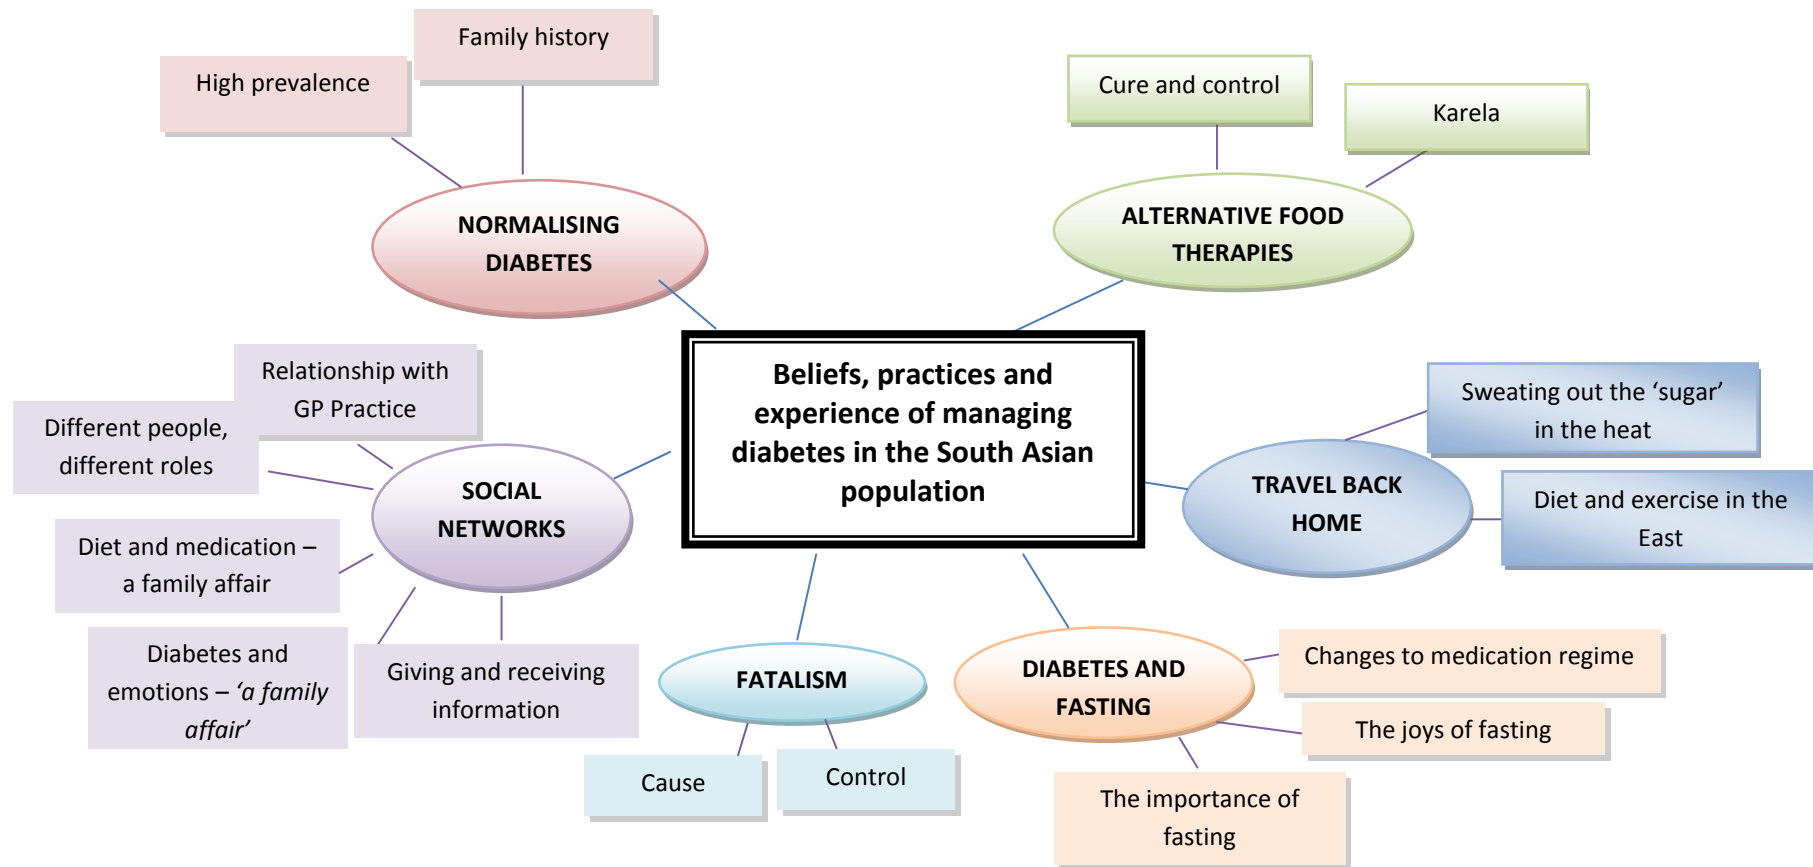 Family history
High prevalence
Cure and control
Karela
NORMALISING
DIABETES
ALTERNATIVE FOOD
THERAPIES
Beliefs, practices and
experience of managing
diabetes in the South Asian
population
Relationship with
GP Practice
Different people,
different roles
SOCIAL
NETWORKS
Diet and medication –
a family affair
Diabetes and
emotions – ‘a family
affair’
Giving and receiving
information
Sweating out the ‘sugar’
in the heat
TRAVEL BACK
HOME
Diet and exercise in the
East
FATALISM
Cause
Control
DIABETES AND
FASTING
Changes to medication regime
The joys of fasting
The importance of
fasting